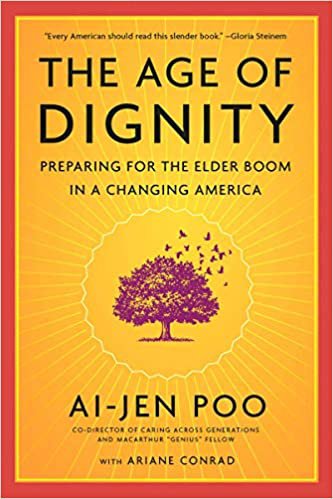 "Every American should read this slender book." —Gloria Steinem
THE AGE OF
DIGNITY
PREPARING FOR THE ELDER BOOM
IN A CHANGING AMERICA
AI-JEN POO
CO-DIRECTOR OF CARING ACROSS GENERATIONS
AND MACARTHUR "GENIUS" FELLOW
WITH ARIANE CONRAD